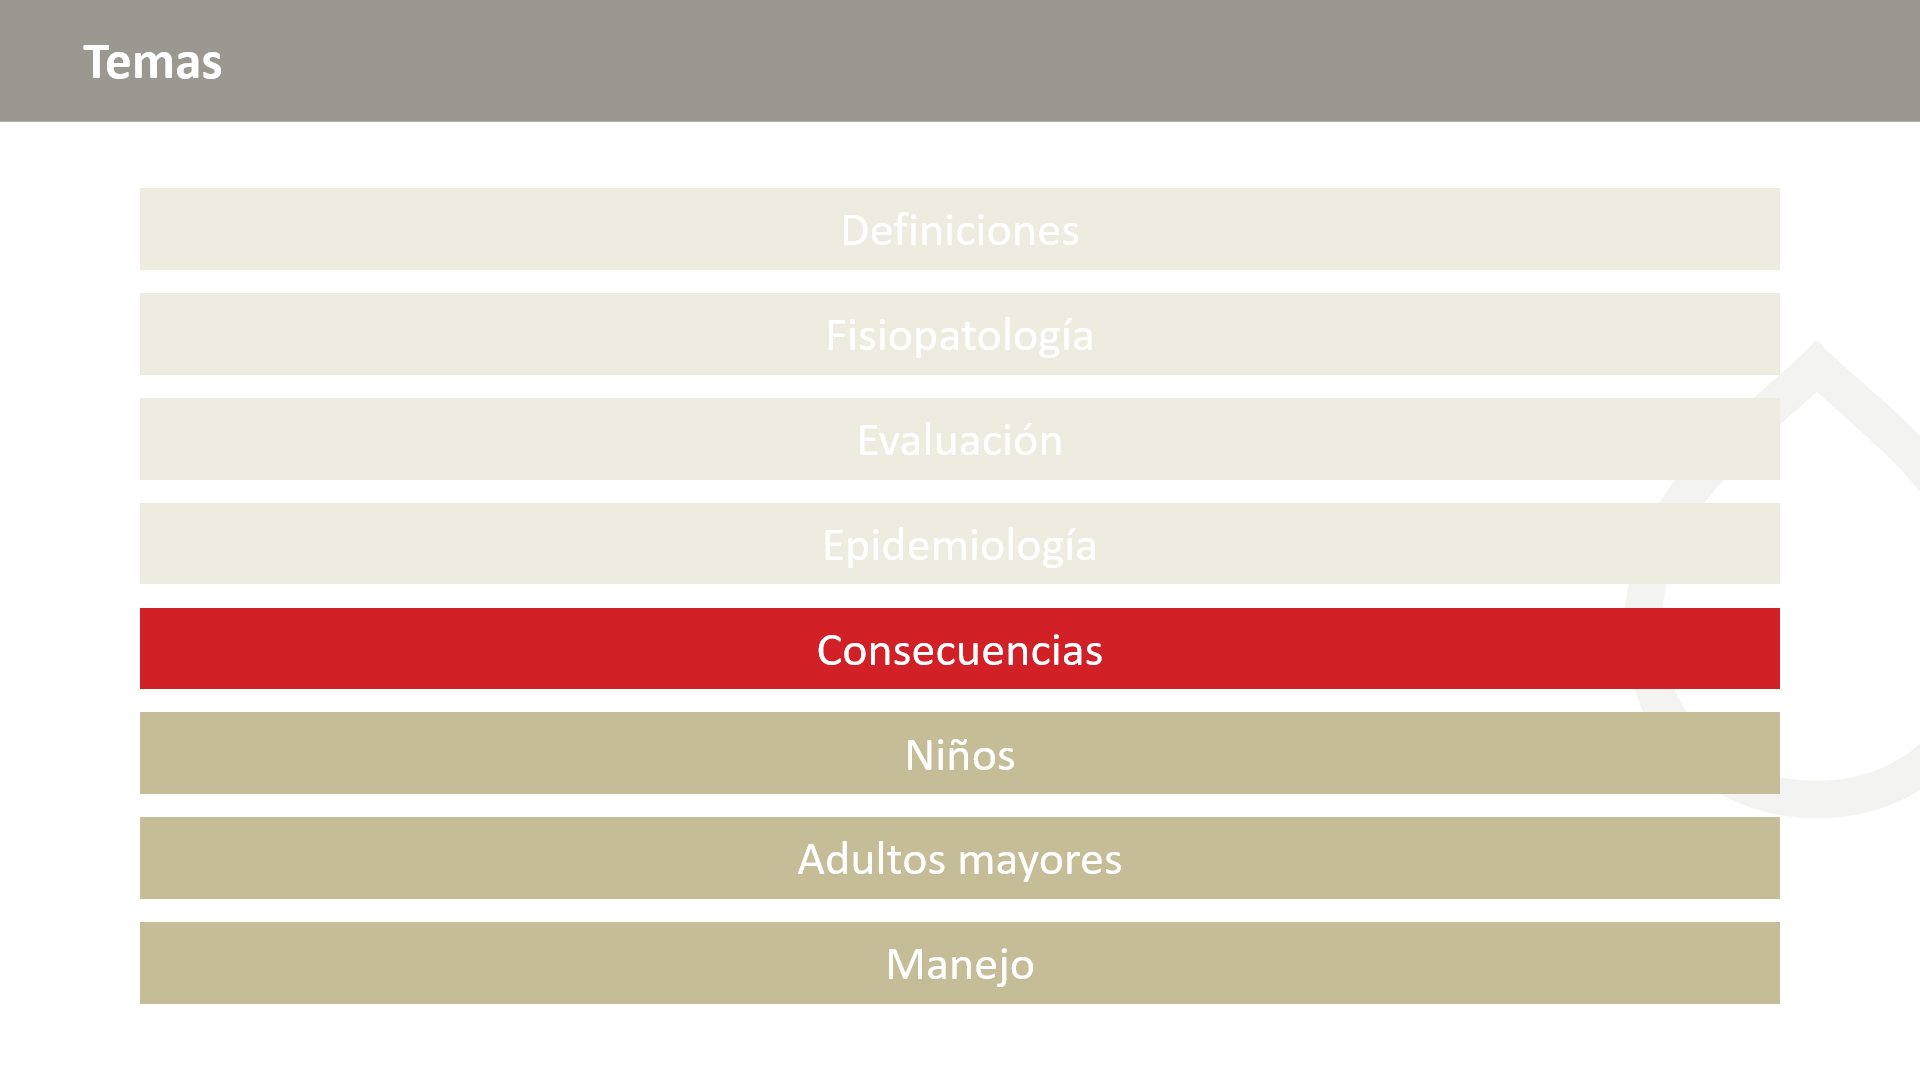 Temas
Definiciones
Fisiopatología
Evaluación
Epidemiología
Consecuencias
Niños
Adultos mayores
Manejo